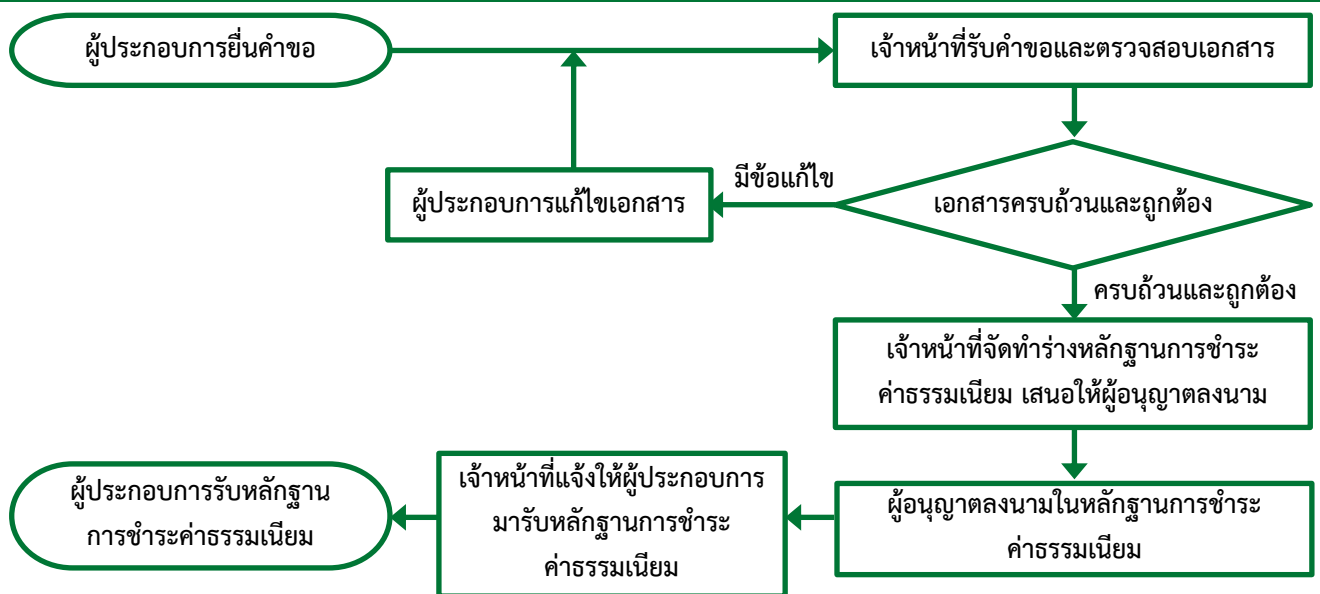 ผู้ประกอบการยื่นคำขอ
เจ้าหน้าที่รับคำขอและตรวจสอบเอกสาร
เอกสารครบถ้วนและถูกต้อง
มีข้อแก้ไข
ผู้ประกอบการแก้ไขเอกสาร
ครบถ้วนและถูกต้อง
เจ้าหน้าที่จัดทำร่างหลักฐานการชำระ
ค่าธรรมเนียม เสนอให้ผู้อนุญาตลงนาม
ผู้อนุญาตลงนามในหลักฐานการชำระ
ค่าธรรมเนียม
เจ้าหน้าที่แจ้งให้ผู้ประกอบการ
มารับหลักฐานการชำระ
ค่าธรรมเนียม
ผู้ประกอบการรับหลักฐาน
การชำระค่าธรรมเนียม